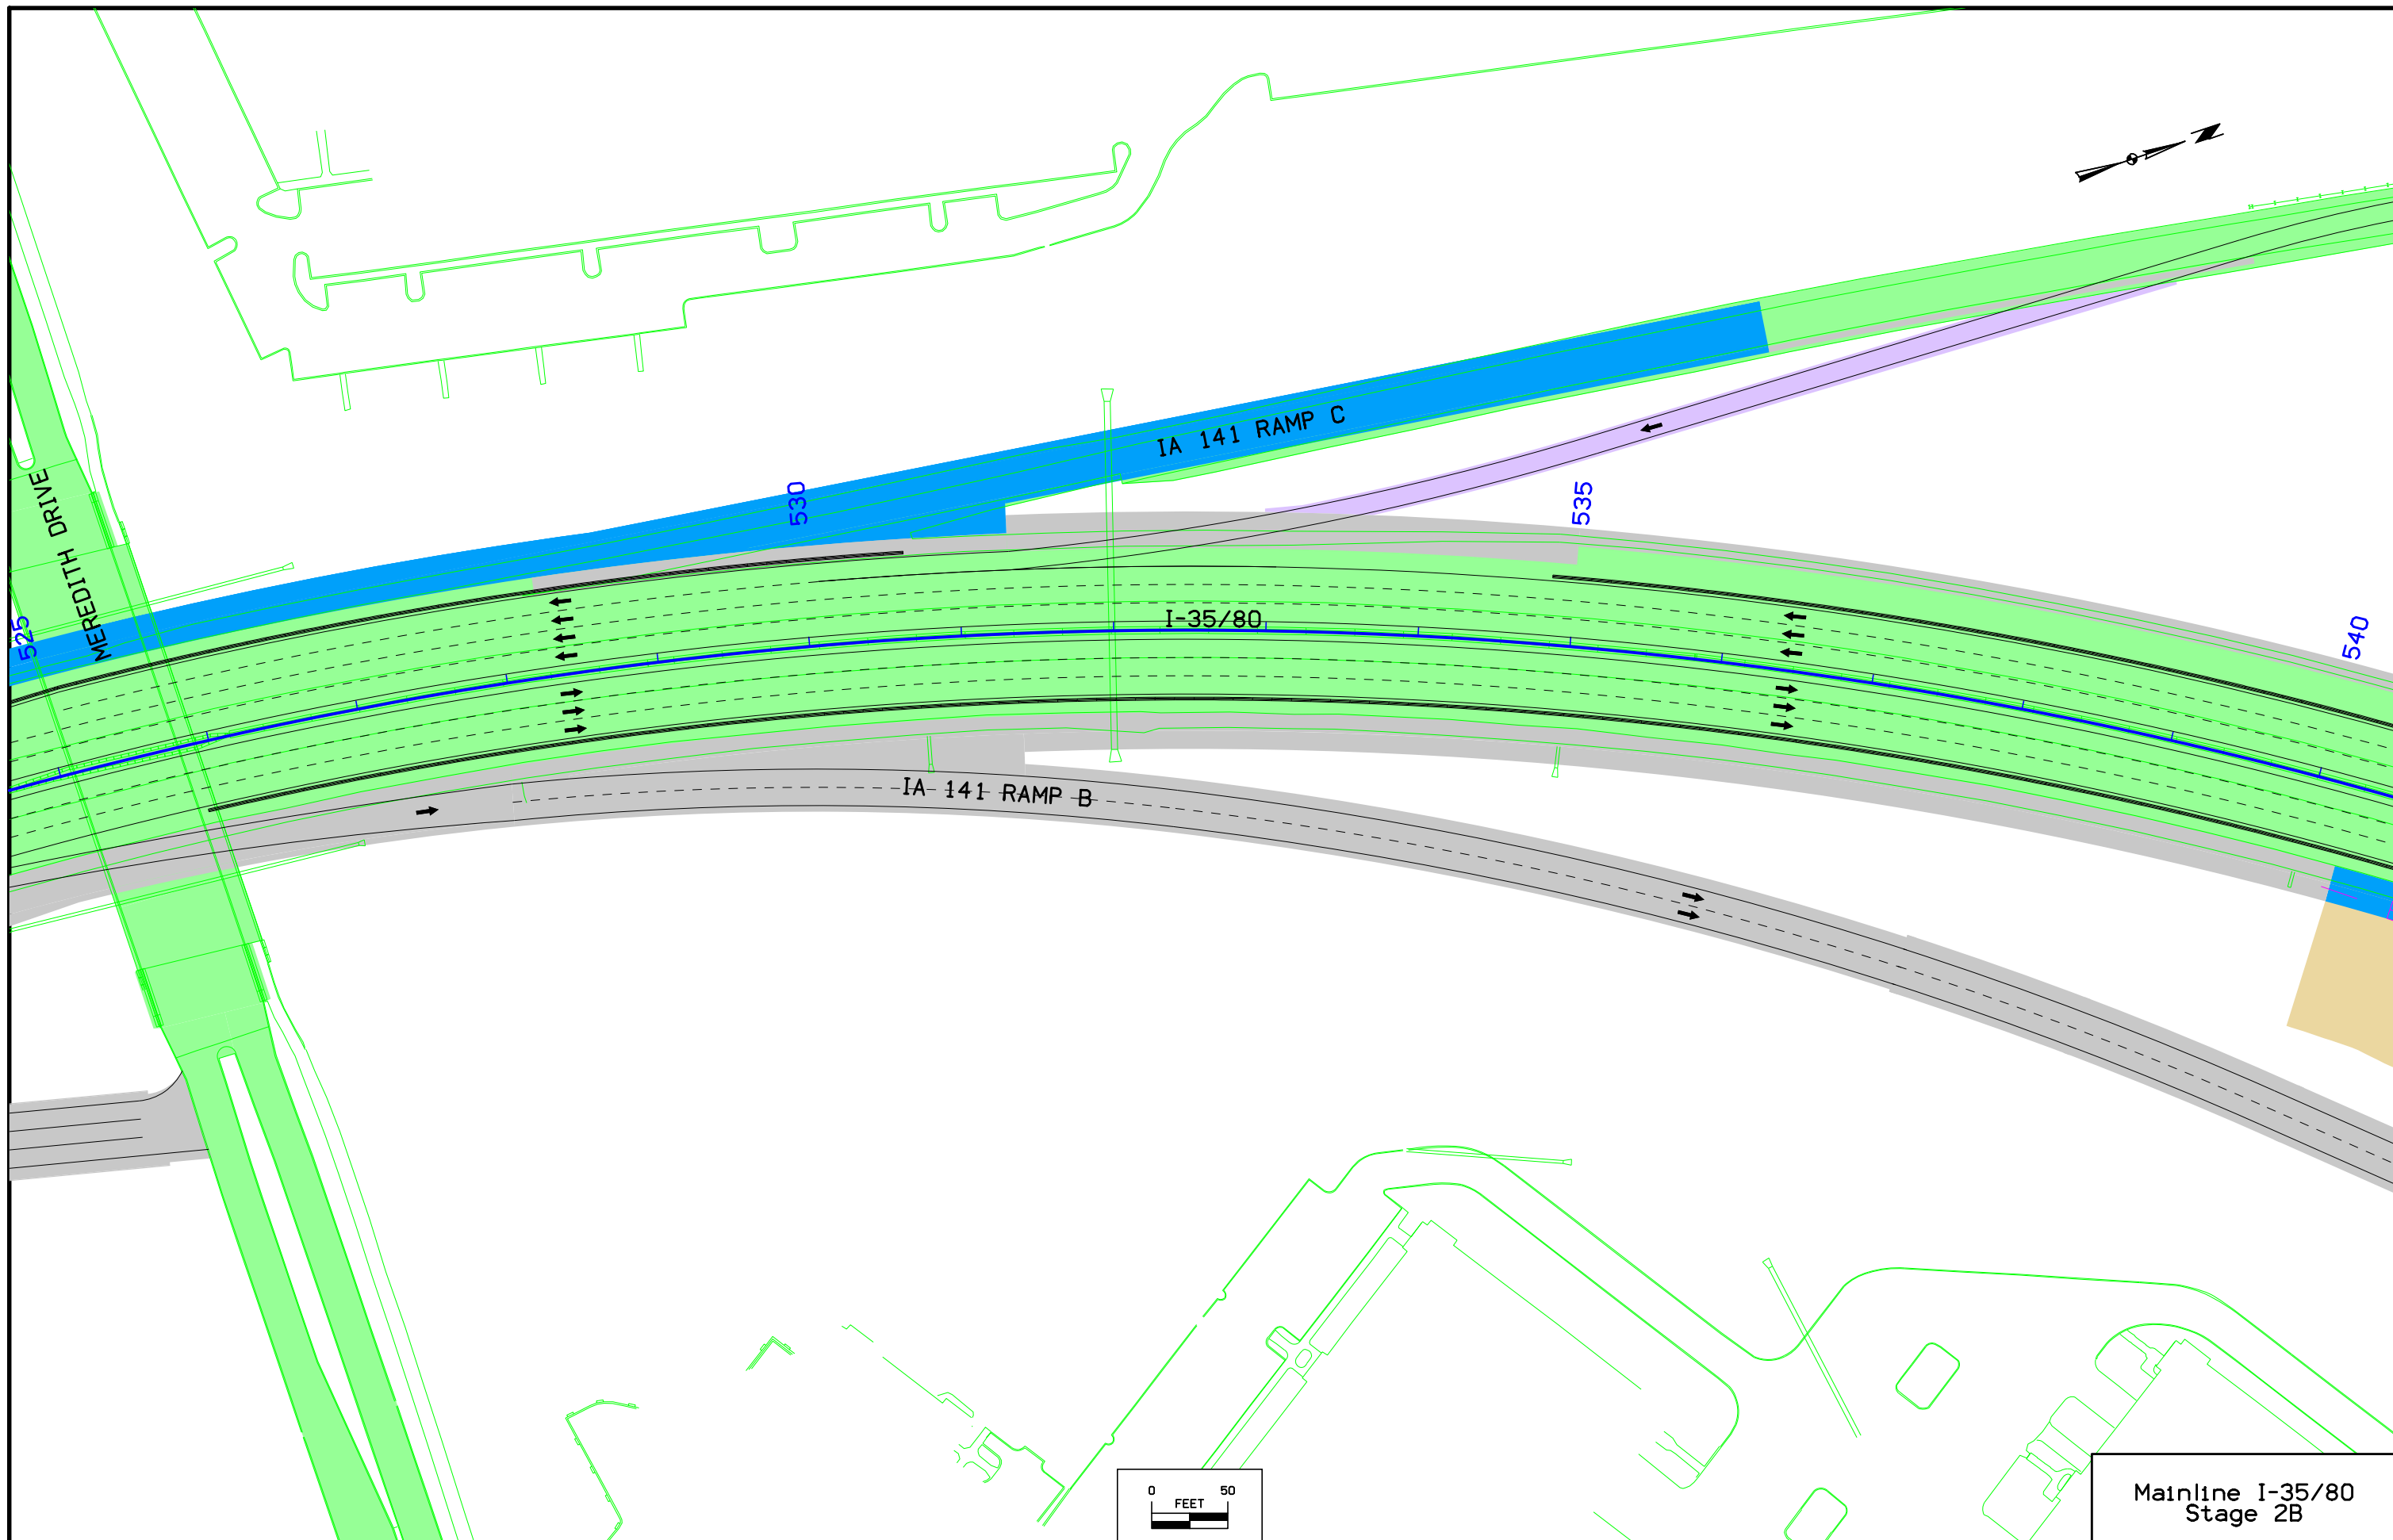 N
IA 141 RAMP C
530
535
MEREDITH DRIVE
525
I-35/80
540
IA 141 RAMP B
0 50
FEET
Mainline I-35/80
Stage 2B